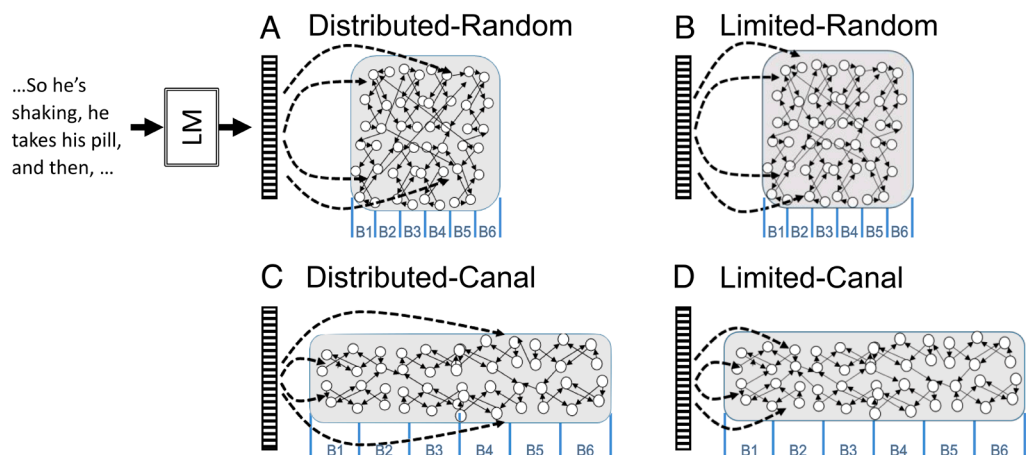 A Distributed-Random
B Limited-Random
…So he's
shaking, he
takes his pill,
and then, …
LM
B1 B2 B3 B4 B5 B6
B1 B2 B3 B4 B5 B6
C Distributed-Canal
D Limited-Canal
B1 B2 B3 B4 B5 B6
B1 B2 B3 B4 B5 B6